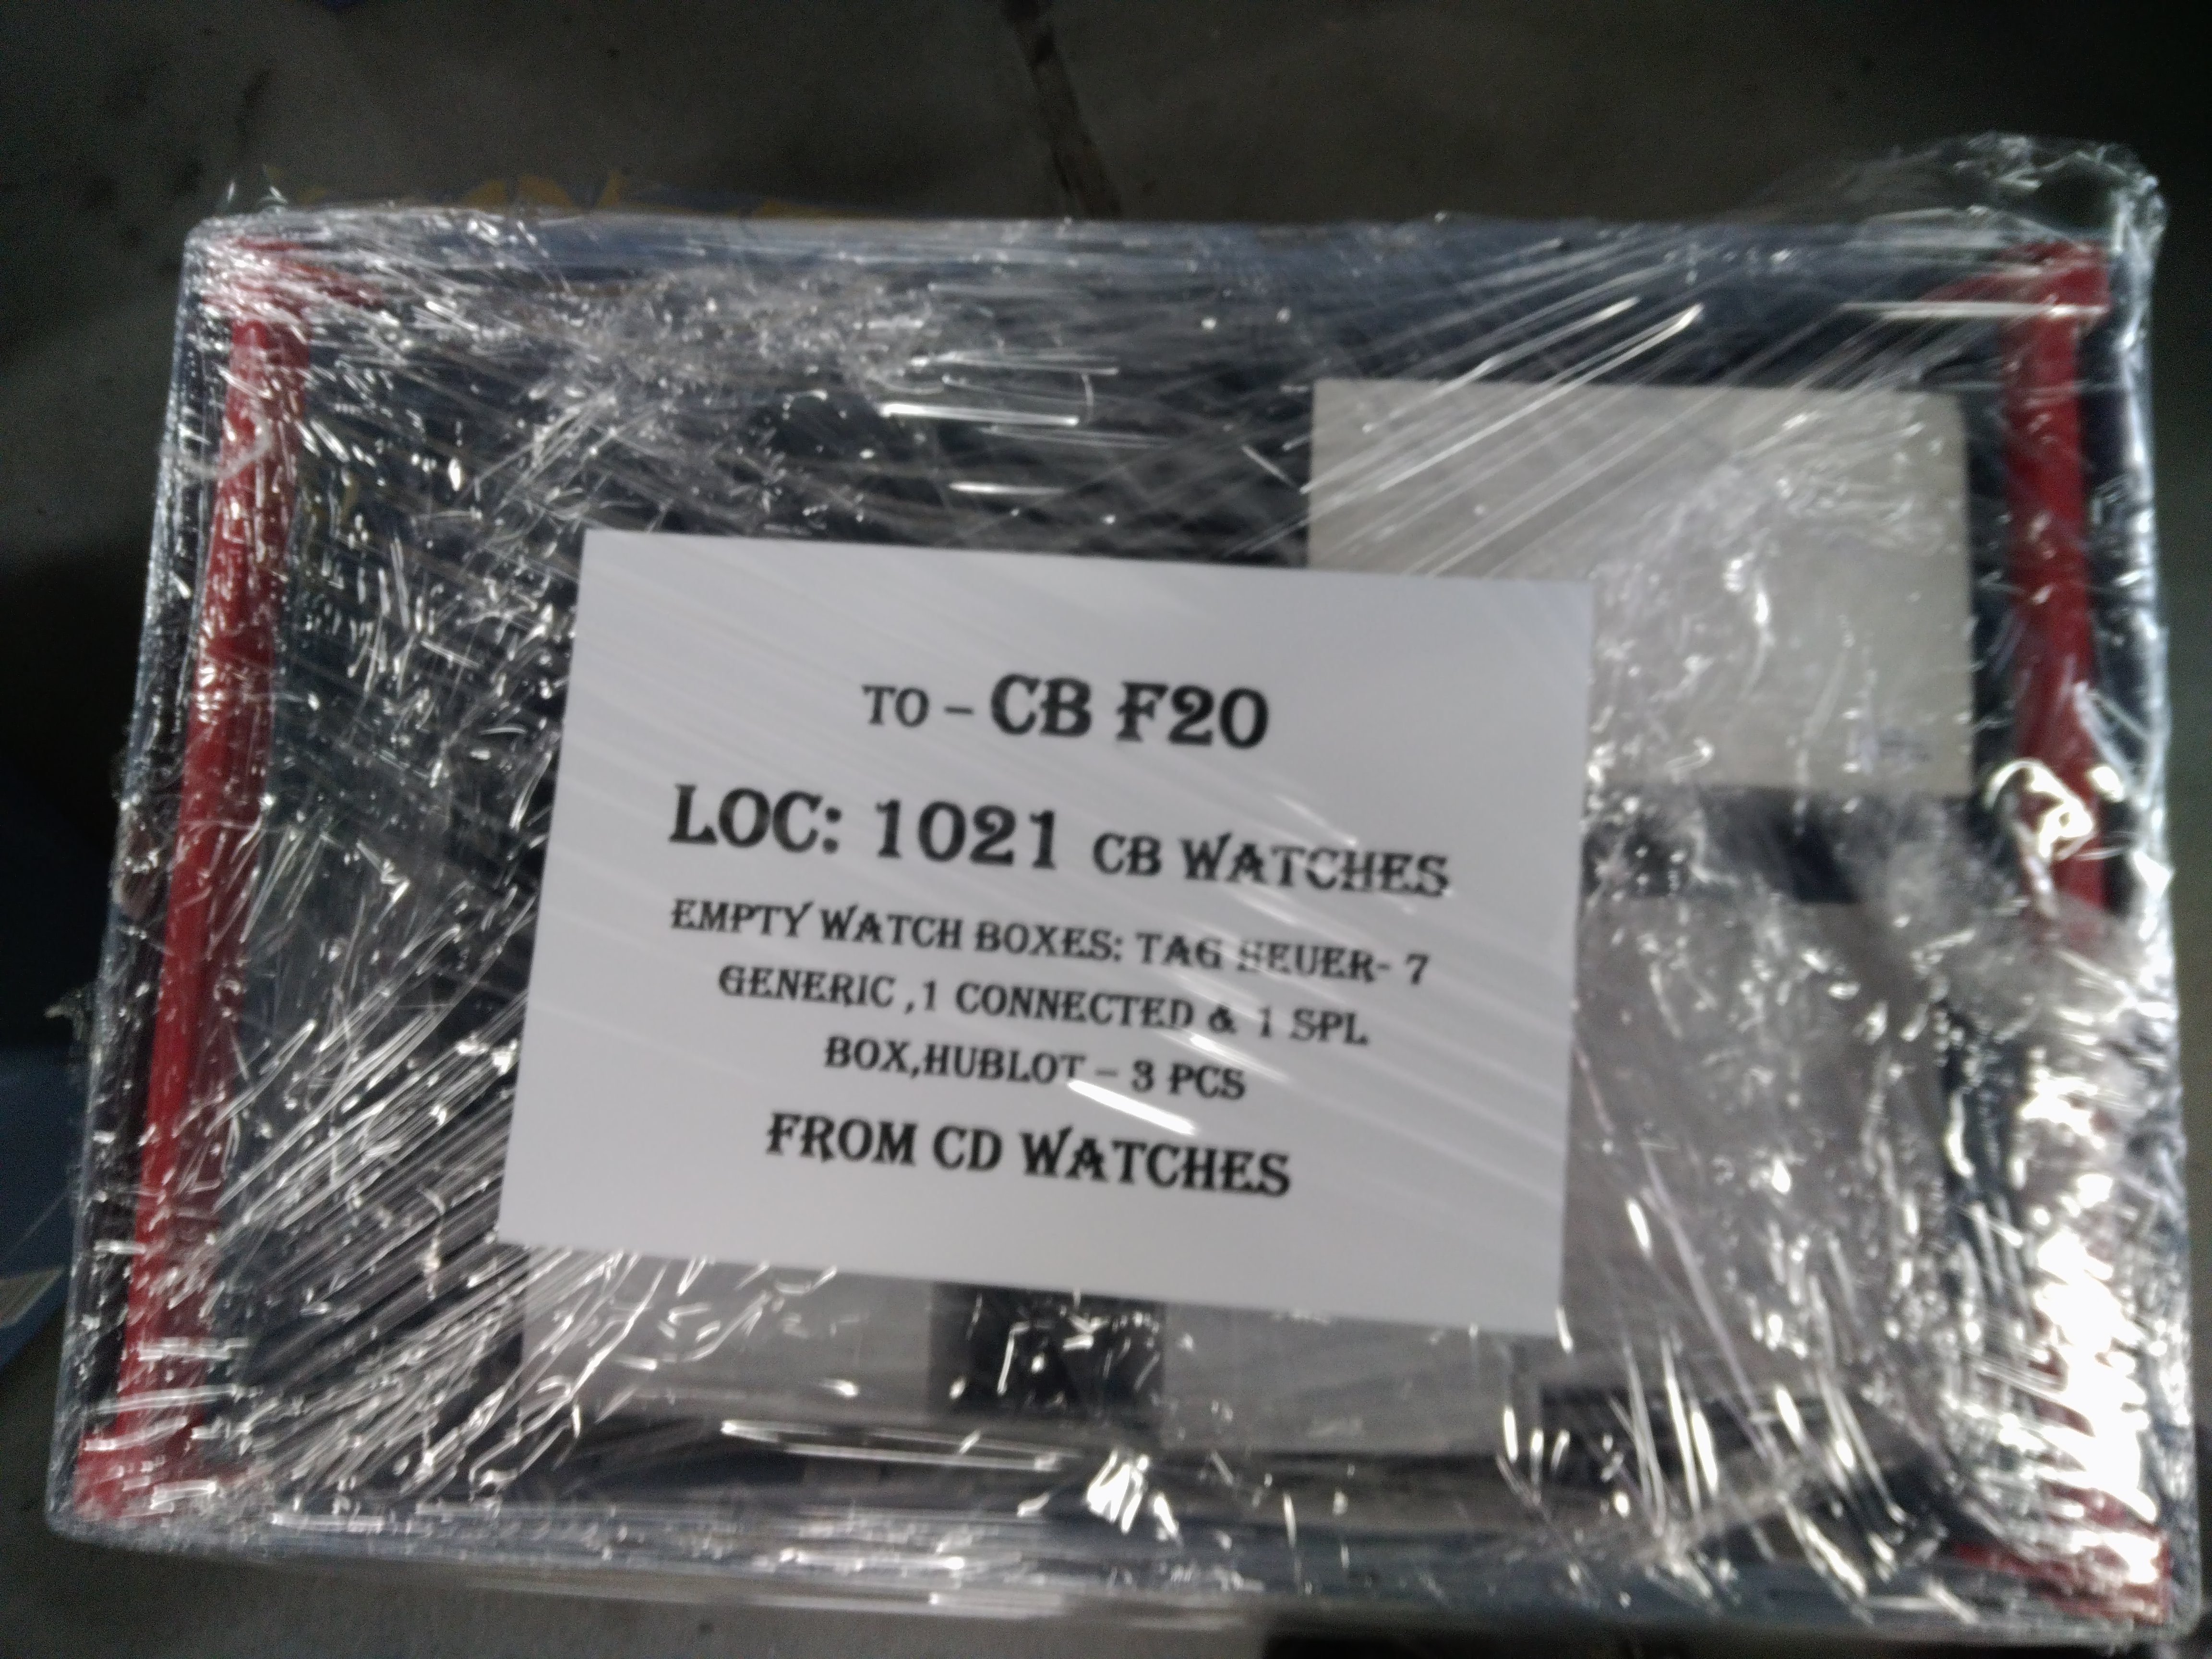 TO – CB F20
LOC: 1021 CB WATCHES
EMPTY WATCH BOXES: TAG HEUER- 7
GENERIC ,1 CONNECTED & 1 SPL
BOX,HUBLOT – 3 PCS
FROM CD WATCHES